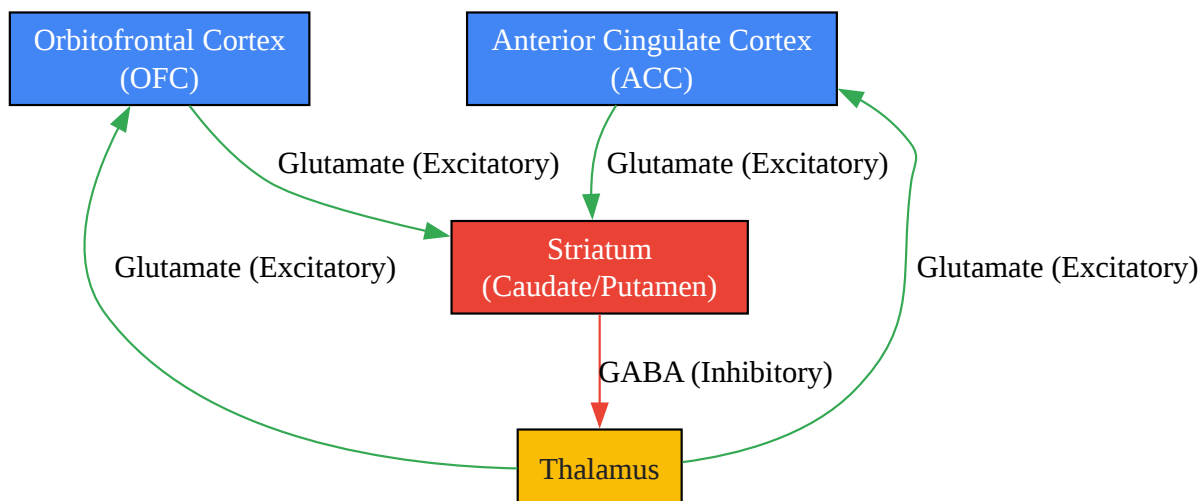 Orbitofrontal Cortex
(OFC)
Anterior Cingulate Cortex
(ACC)
Glutamate (Excitatory)
Glutamate (Excitatory)
Striatum
(Caudate/Putamen)
Glutamate (Excitatory)
Glutamate (Excitatory)
GABA (Inhibitory)
Thalamus